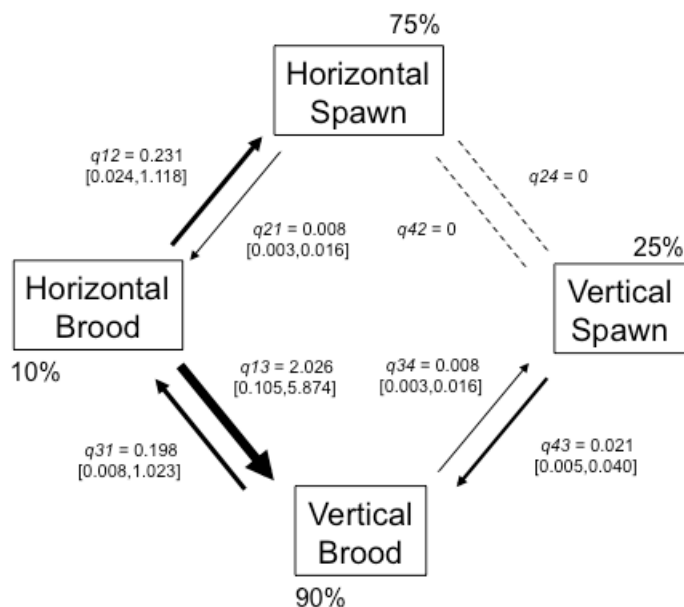 75%
Horizontal
Spawn
q12 = 0.231
[0.024,1.118]
q24 = 0
q21 = 0.008
[0.003,0.016]
q42 = 0
25%
Horizontal
Brood
Vertical
Spawn
10%
q13 = 2.026
[0.105,5.874]
q34 = 0.008
[0.003,0.016]
q31 = 0.198
[0.008,1.023]
q43 = 0.021
[0.005,0.040]
Vertical
Brood
90%